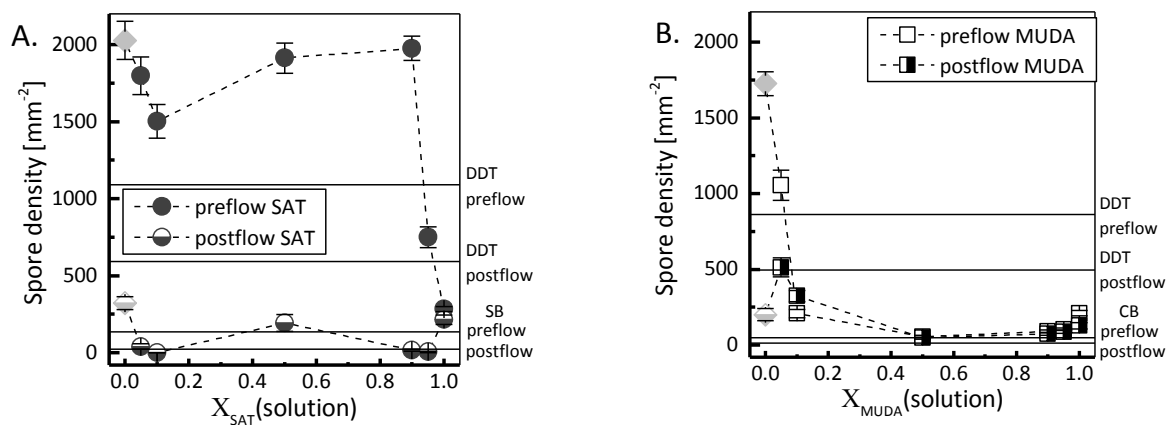 A.
Spore density [mm-2]
2000
1500
1000
500
0
0.0 0.2 0.4 0.6 0.8 1.0
XSAT(solution)
preflow SAT
postflow SAT
DDT
preflow
DDT
postflow
SB
preflow
postflow
B.
Spore density [mm-2]
2000
1500
1000
500
0
0.0 0.2 0.4 0.6 0.8 1.0
XMUDA(solution)
preflow MUDA
postflow MUDA
DDT
preflow
DDT
postflow
CB
preflow
postflow